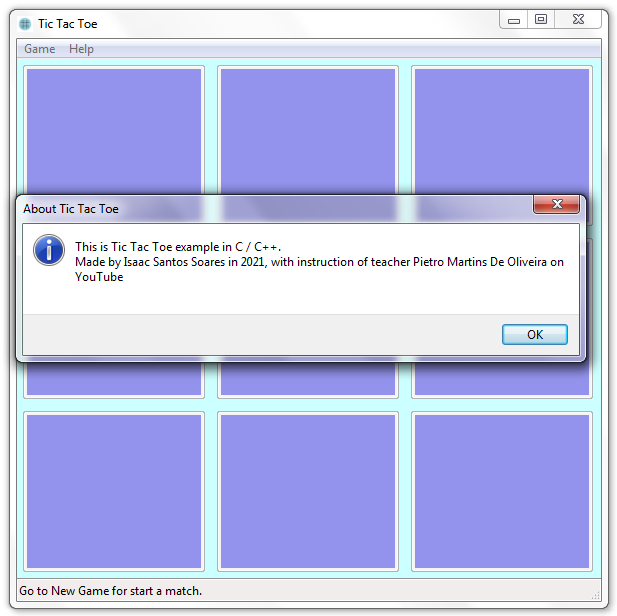 Tic Tac Toe
Game Help
About Tic Tac Toe
This is Tic Tac Toe example in C / C++.
Made by Isaac Santos Soares in 2021, with instruction of teacher Pietro Martins De Oliveira on
YouTube
OK
Go to New Game for start a match.